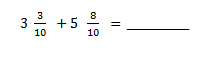 3 3/10 + 5 8/10 = ________